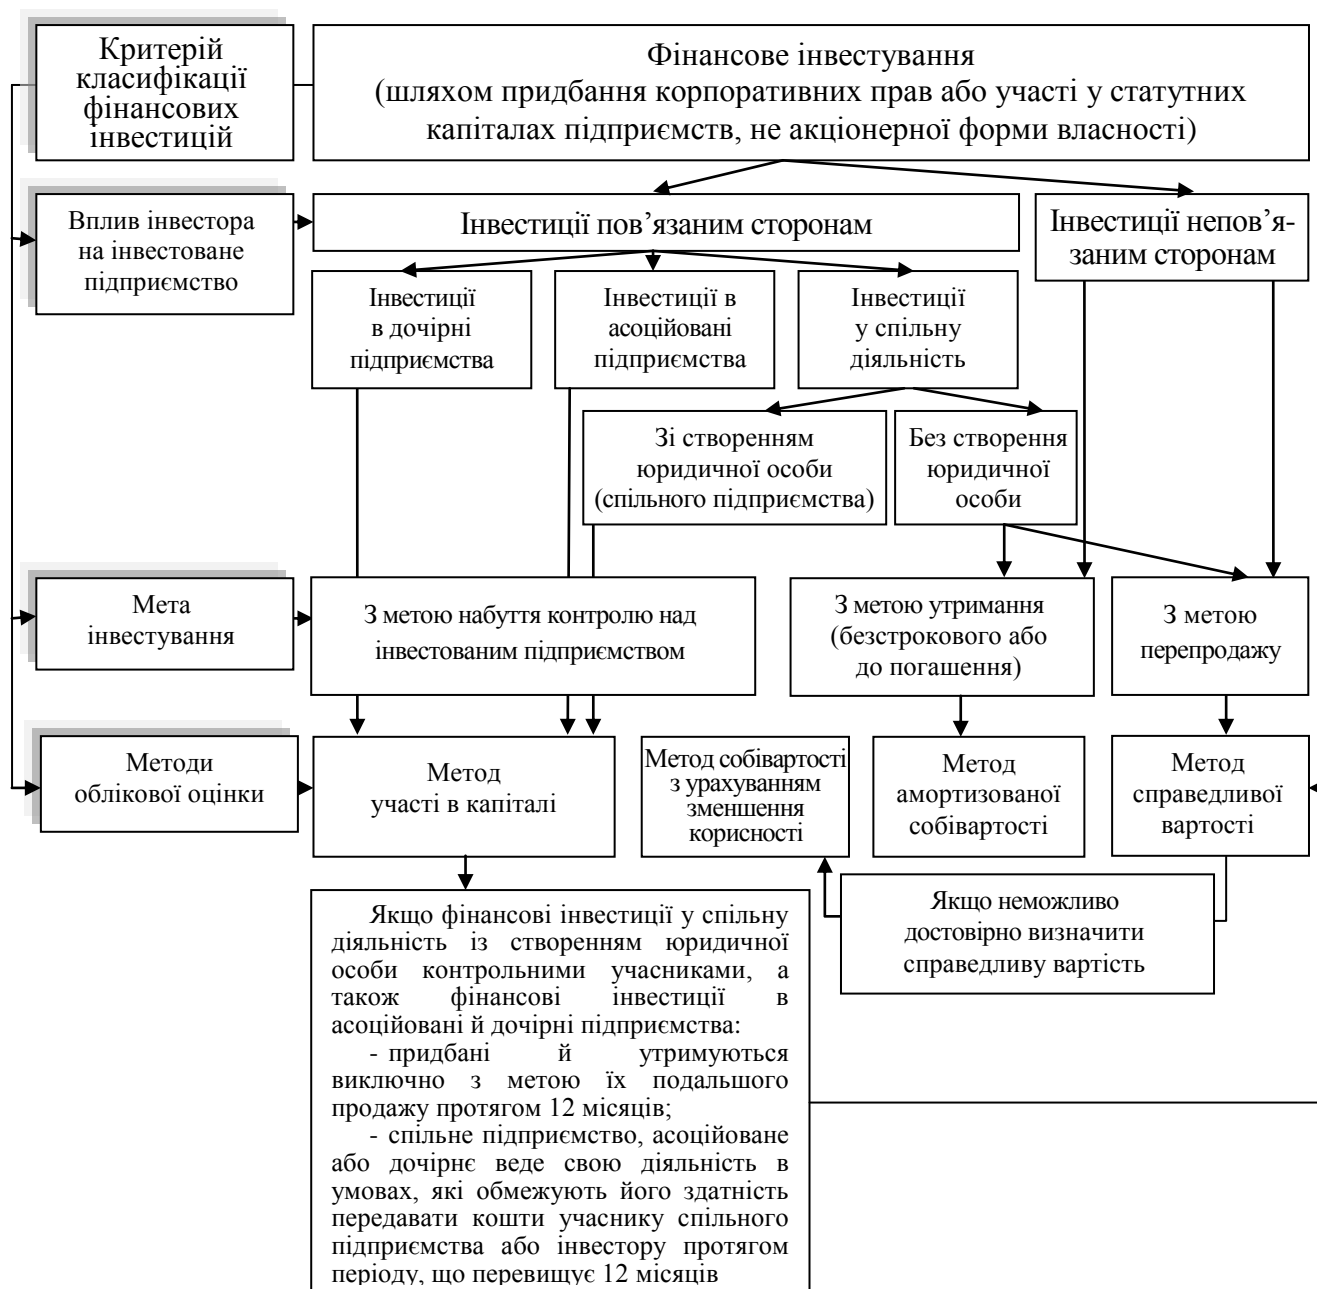 Критерій
класифікації
фінансових
інвестицій
Фінансове інвестування
(шляхом придбання корпоративних прав або участі у статутних
капіталах підприємств, не акціонерної форми власності)
Вплив інвестора
на інвестоване
підприємство
Інвестиції пов’язаним сторонам
Інвестиції непов’я-
заним сторонам
Інвестиції
в дочірні
підприємства
Інвестиції в
асоційовані
підприємства
Інвестиції
у спільну
діяльність
Зі створенням
юридичної особи
(спільного підприємства)
Без створення
юридичної
особи
Мета
інвестування
З метою набуття контролю над
інвестованим підприємством
З метою утримання
(безстрокового або
до погашення)
З метою
перепродажу
Методи
облікової оцінки
Метод
участі в капіталі
Метод собівартості
з урахуванням
зменшення
корисності
Метод
амортизованої
собівартості
Метод
справедливої
вартості
Якщо неможливо
достовірно визначити
справедливу вартість
Якщо фінансові інвестиції у спільну
діяльність із створенням юридичної
особи контрольними учасниками, а
також фінансові інвестиції в
асоційовані й дочірні підприємства:
- придбані й утримуються
виключно з метою їх подальшого
продажу протягом 12 місяців;
- спільне підприємство, асоційоване
або дочірнє веде свою діяльність в
умовах, які обмежують його здатність
передавати кошти учаснику спільного
підприємства або інвестору протягом
періоду, що перевищує 12 місяців